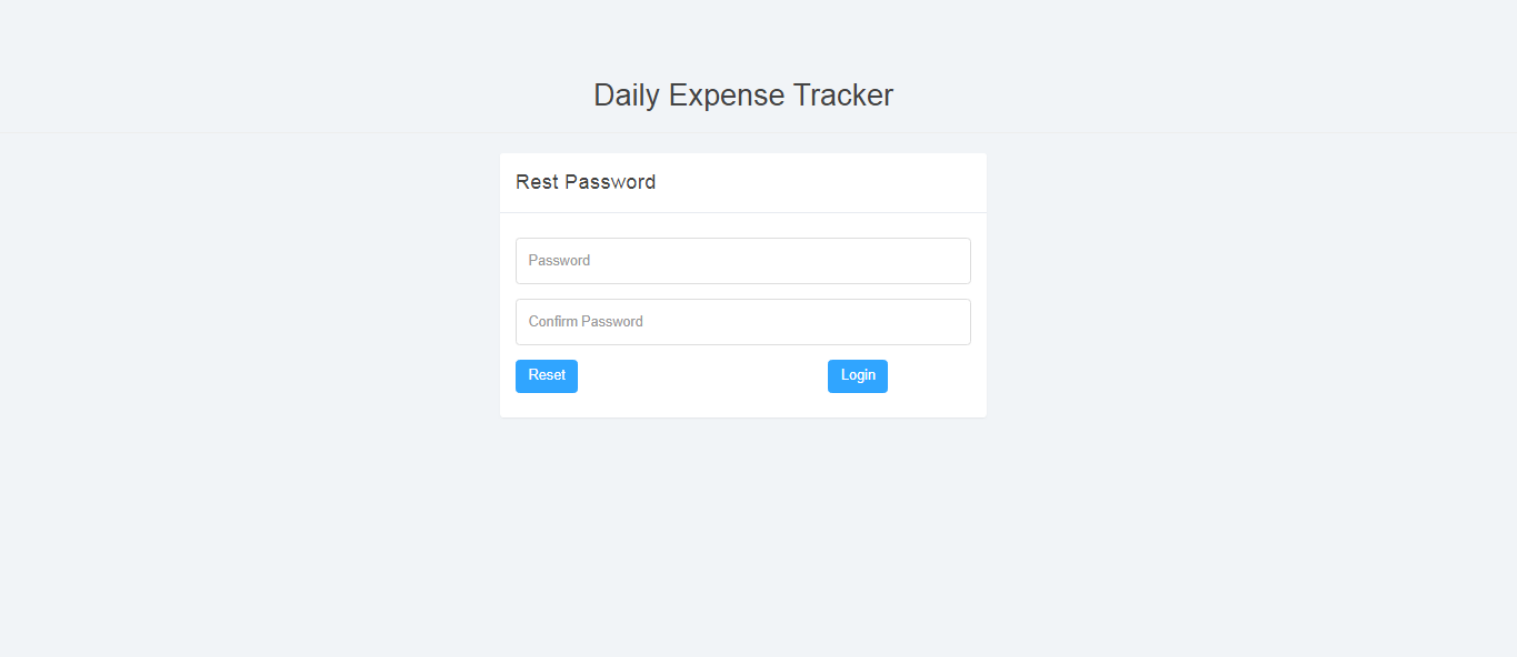 Daily Expense Tracker
Rest Password
Password
Confirm Password
Reset Login